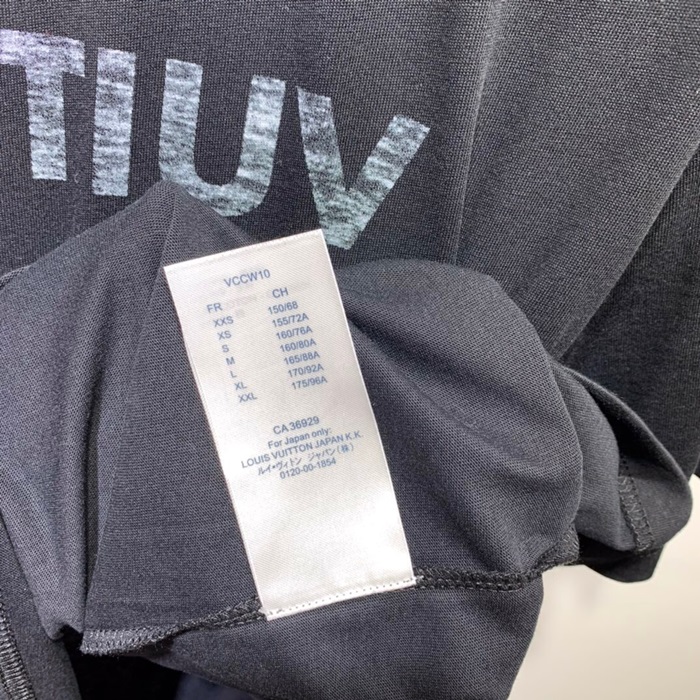 TIUV
VCCW10
FR CH
XXS 150/68
XS 155/72A
S 160/76A
M 160/80A
L 165/88A
XL 170/92A
XXL 175/96A
CA 36929
For Japan only:
LOUIS VUITTON JAPAN K.K.
ルイ・ヴィトン ジャパン(株)
0120-00-1854